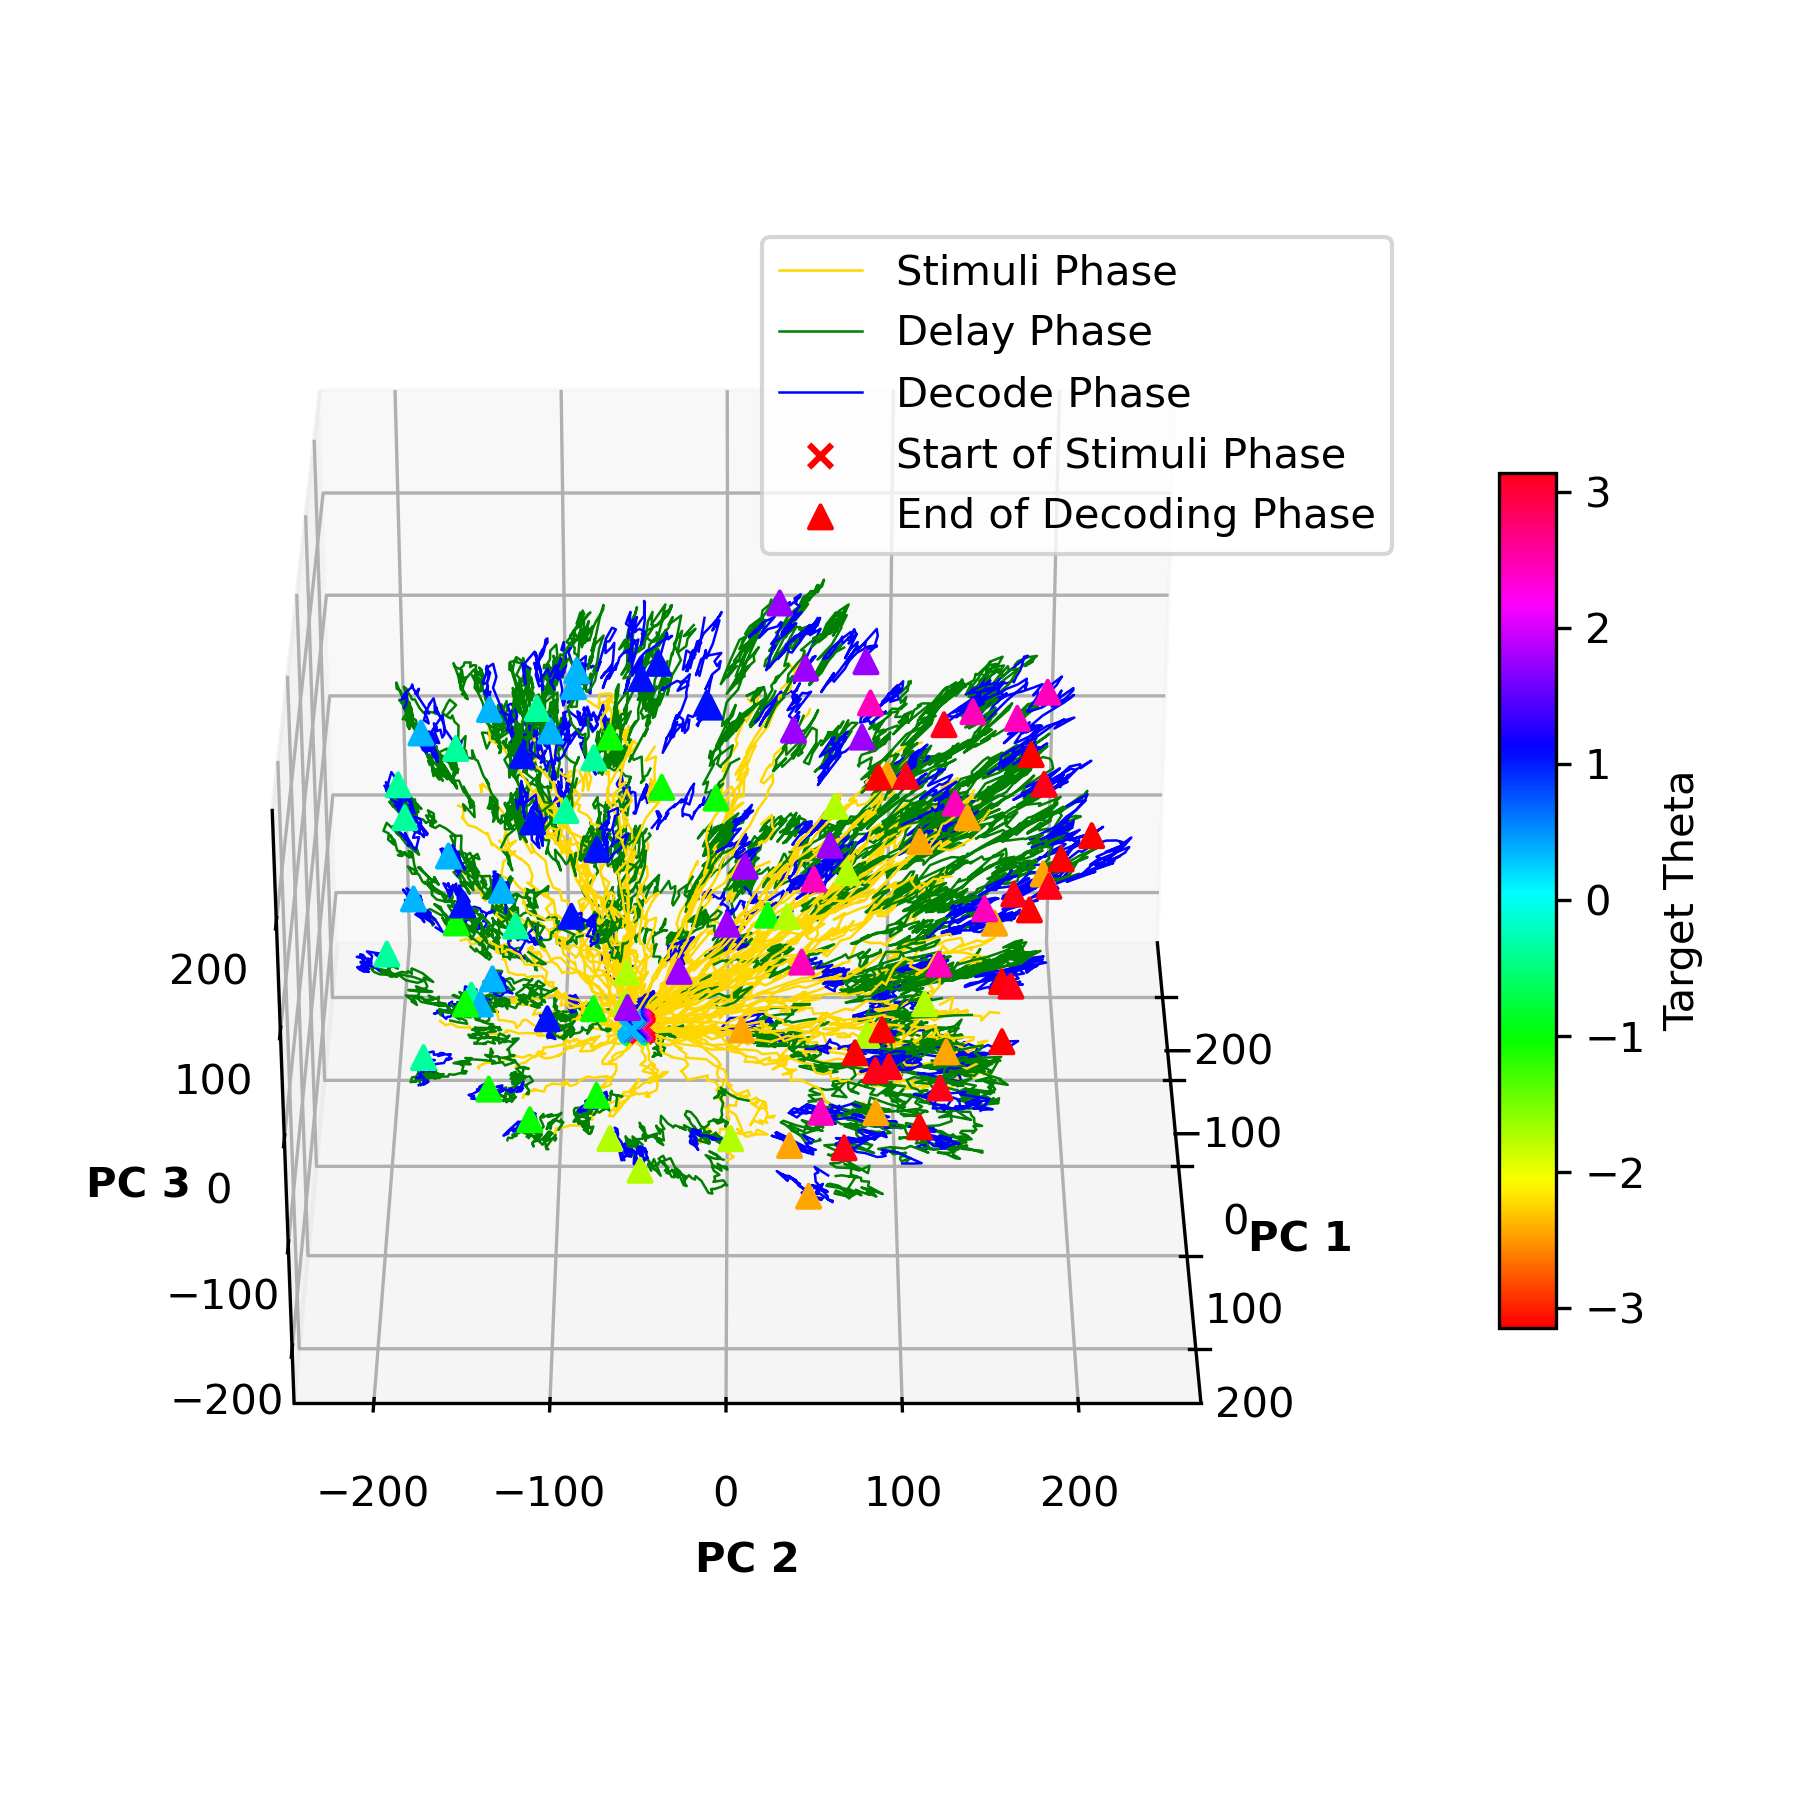 Stimuli Phase
Delay Phase
Decode Phase
Start of Stimuli Phase
End of Decoding Phase
3
2
1
0
−1
−2
−3
Target Theta
200
100
0
−100
−200
PC 3
−200
−100
0
100
200
PC 1
−200
−100
0
100
200
PC 2